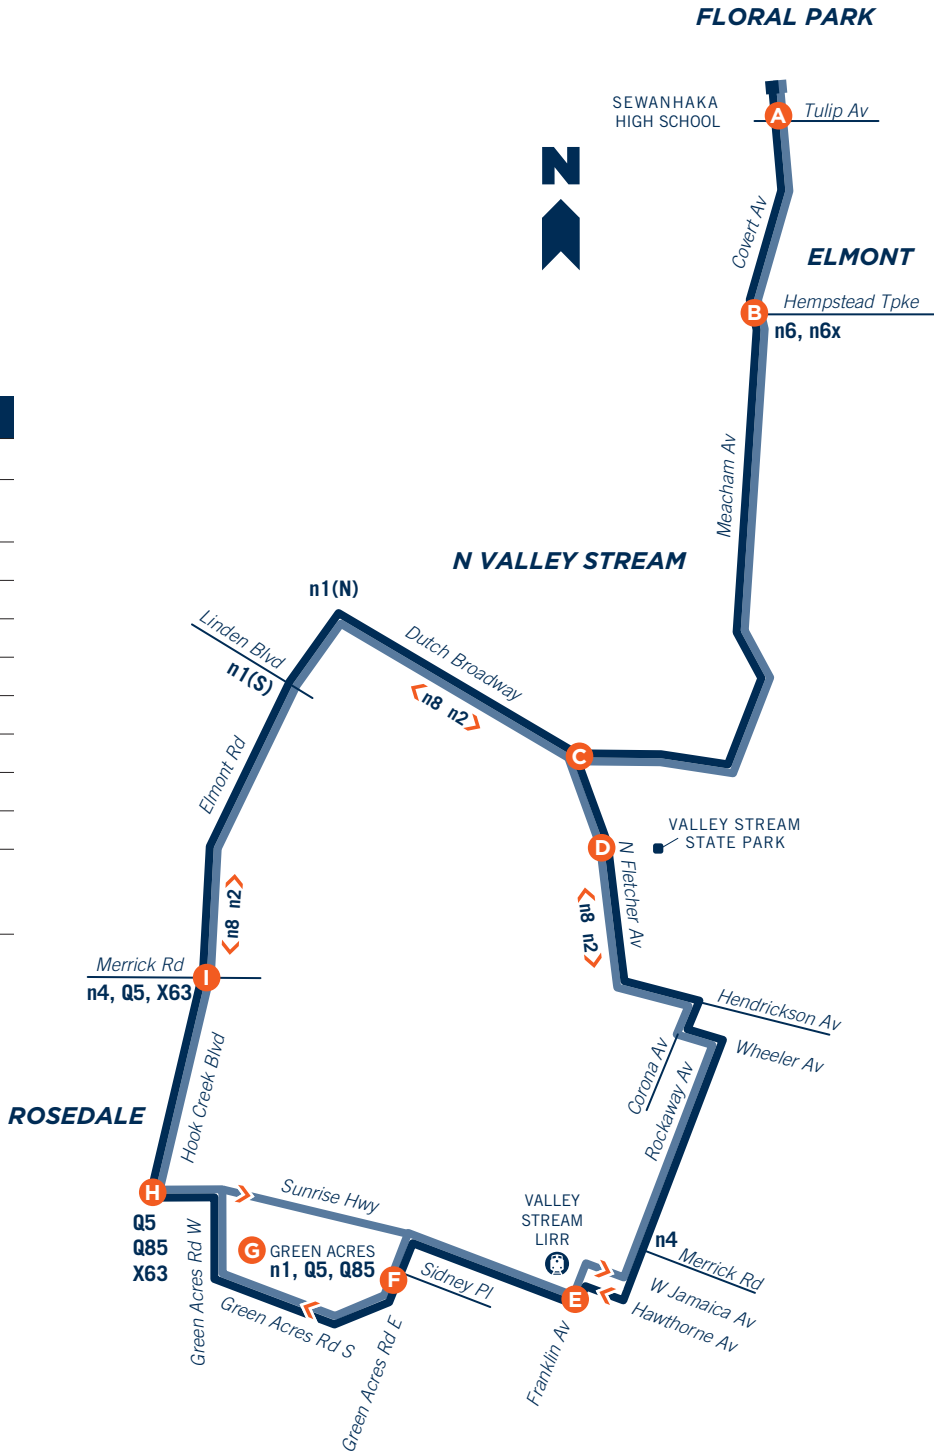 FLORAL PARK
SEWANHAKA
HIGH SCHOOL
A
Tulip Av
N
Covert Av
ELMONT
B
Hempstead Tpke
n6, n6x
Meacham Av
N VALLEY STREAM
n1(N)
Linden Blvd
n1(S)
Dutch Broadway
n8 n2
C
Elmont Rd
VALLEY STREAM
STATE PARK
D
N Fletcher Av
n8 n2
n8 n2
Merrick Rd
I
n4, Q5, X63
Hendrickson Av
Wheeler Av
Corona Av
Rockaway Av
Hook Creek Blvd
ROSEDALE
H
Q5
Q85
X63
Sunrise Hwy
VALLEY
STREAM
LIRR
Green Acres Rd W
G
GREEN ACRES
n1, Q5, Q85
F
Sidney Pl
n4
Merrick Rd
E
W Jamaica Av
Hawthorne Av
Green Acres Rd S
Green Acres Rd E
Franklin Av